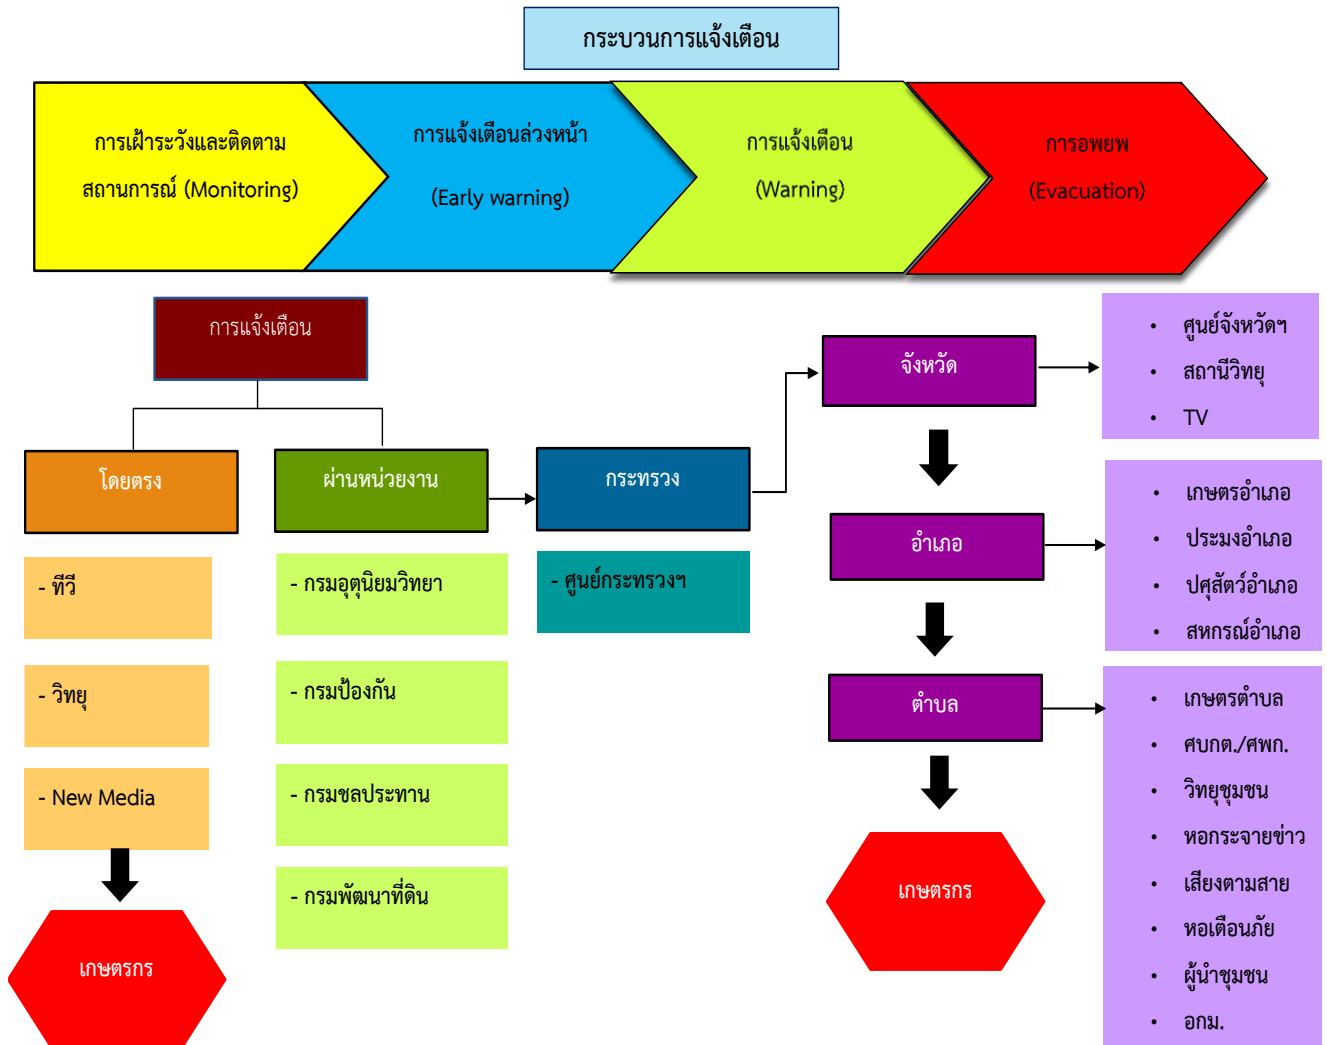 กระบวนการแจ้งเตือน
การเฝ้าระวังและติดตาม
สถานการณ์ (Monitoring)
การแจ้งเตือนล่วงหน้า
(Early warning)
การแจ้งเตือน
(Warning)
การอพยพ
(Evacuation)
การแจ้งเตือน
โดยตรง
- ทีวี
- วิทยุ
- New Media
เกษตรกร
ผ่านหน่วยงาน
- กรมอุตุนิยมวิทยา
- กรมป้องกัน
- กรมชลประทาน
- กรมพัฒนาที่ดิน
กระทรวง
- ศูนย์กระทรวงฯ
จังหวัด
• ศูนย์จังหวัดฯ
• สถานีวิทยุ
• TV
อำเภอ
• เกษตรอำเภอ
• ประมงอำเภอ
• ปศุสัตว์อำเภอ
• สหกรณ์อำเภอ
ตำบล
• เกษตรตำบล
• ศบกต./ศพก.
• วิทยุชุมชน
• หอกระจายข่าว
• เสียงตามสาย
• หอเตือนภัย
• ผู้นำชุมชน
• อกม.
เกษตรกร